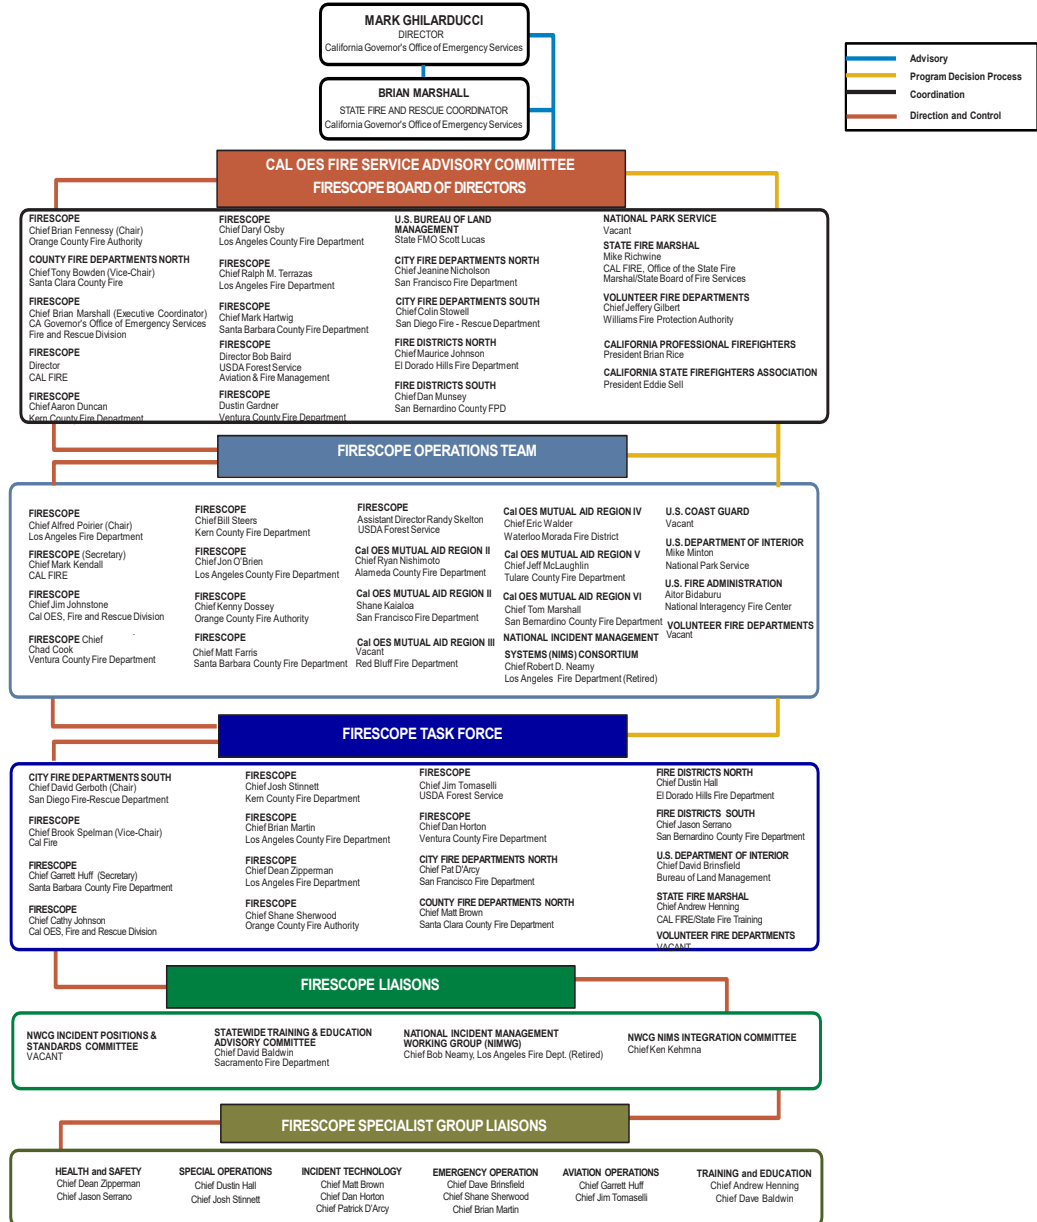 MARK GHILARDUCCI
DIRECTOR
California Governor's Office of Emergency Services
BRIAN MARSHALL
STATE FIRE AND RESCUE COORDINATOR
California Governor's Office of Emergency Services
Advisory
Program Decision Process
Coordination
Direction and Control
CAL OES FIRE SERVICE ADVISORY COMMITTEE
FIRESCOPE BOARD OF DIRECTORS
FIRESCOPE
Chief Brian Fennessy (Chair)
Orange County Fire Authority
COUNTY FIRE DEPARTMENTS NORTH
Chief Tony Bowden (Vice-Chair)
Santa Clara County Fire
FIRESCOPE
Chief Brian Marshall (Executive Coordinator)
CA Governor's Office of Emergency Services
Fire and Rescue Division
FIRESCOPE
Director
CAL FIRE
FIRESCOPE
Chief Aaron Duncan
Kern County Fire Department
FIRESCOPE
Chief Daryl Osby
Los Angeles County Fire Department
FIRESCOPE
Chief Ralph M. Terrazas
Los Angeles Fire Department
FIRESCOPE
Chief Mark Hartwig
Santa Barbara County Fire Department
FIRESCOPE
Director Bob Baird
USDA Forest Service
Aviation & Fire Management
FIRESCOPE
Dustin Gardner
Ventura County Fire Department
U.S. BUREAU OF LAND
MANAGEMENT
State FMO Scott Lucas
CITY FIRE DEPARTMENTS NORTH
Chief Jeanine Nicholson
San Francisco Fire Department
CITY FIRE DEPARTMENTS SOUTH
Chief Colin Stowell
San Diego Fire - Rescue Department
FIRE DISTRICTS NORTH
Chief Maurice Johnson
El Dorado Hills Fire Department
FIRE DISTRICTS SOUTH
Chief Dan Munsey
San Bernardino County FPD
NATIONAL PARK SERVICE
Vacant
STATE FIRE MARSHAL
Mike Richwine
CAL FIRE, Office of the State Fire
Marshal/State Board of Fire Services
VOLUNTEER FIRE DEPARTMENTS
Chief Jeffery Gilbert
Williams Fire Protection Authority
CALIFORNIA PROFESSIONAL FIREFIGHTERS
President Brian Rice
CALIFORNIA STATE FIREFIGHTERS ASSOCIATION
President Eddie Sell
FIRESCOPE OPERATIONS TEAM
FIRESCOPE
Chief Alfred Poirier (Chair)
Los Angeles Fire Department
FIRESCOPE (Secretary)
Chief Mark Kendall
CAL FIRE
FIRESCOPE
Chief Jim Johnstone
Cal OES, Fire and Rescue Division
FIRESCOPE Chief
Chad Cook
Ventura County Fire Department
FIRESCOPE
Chief Bill Steers
Kern County Fire Department
FIRESCOPE
Chief Jon O'Brien
Los Angeles County Fire Department
FIRESCOPE
Chief Kenny Dossey
Orange County Fire Authority
FIRESCOPE
Chief Matt Farris
Santa Barbara County Fire Department
FIRESCOPE
Assistant Director Randy Skelton
USDA Forest Service
Cal OES MUTUAL AID REGION II
Chief Ryan Nishimoto
Alameda County Fire Department
Cal OES MUTUAL AID REGION II
Shane Kaialoa
San Francisco Fire Department
Cal OES MUTUAL AID REGION III
Vacant
Red Bluff Fire Department
Cal OES MUTUAL AID REGION IV
Chief Eric Walder
Waterloo Morada Fire District
Cal OES MUTUAL AID REGION V
Chief Jeff McLaughlin
Tulare County Fire Department
Cal OES MUTUAL AID REGION VI
Chief Tom Marshall
San Bernardino County Fire Department
NATIONAL INCIDENT MANAGEMENT
SYSTEMS (NIMS) CONSORTIUM
Chief Robert D. Neamy
Los Angeles Fire Department (Retired)
U.S. COAST GUARD
Vacant
U.S. DEPARTMENT OF INTERIOR
Mike Minton
National Park Service
U.S. FIRE ADMINISTRATION
Aitor Bidaburu
National Interagency Fire Center
VOLUNTEER FIRE DEPARTMENTS
Vacant
FIRESCOPE TASK FORCE
CITY FIRE DEPARTMENTS SOUTH
Chief David Gerboth (Chair)
San Diego Fire-Rescue Department
FIRESCOPE
Chief Brook Spelman (Vice-Chair)
Cal Fire
FIRESCOPE
Chief Garrett Huff (Secretary)
Santa Barbara County Fire Department
FIRESCOPE
Chief Cathy Johnson
Cal OES, Fire and Rescue Division
FIRESCOPE
Chief Josh Stinnett
Kern County Fire Department
FIRESCOPE
Chief Brian Martin
Los Angeles County Fire Department
FIRESCOPE
Chief Dean Zipperman
Los Angeles Fire Department
FIRESCOPE
Chief Shane Sherwood
Orange County Fire Authority
FIRESCOPE
Chief Jim Tomaselli
USDA Forest Service
FIRESCOPE
Chief Dan Horton
Ventura County Fire Department
CITY FIRE DEPARTMENTS NORTH
Chief Pat D'Arcy
San Francisco Fire Department
COUNTY FIRE DEPARTMENTS NORTH
Chief Matt Brown
Santa Clara County Fire Department
FIRE DISTRICTS NORTH
Chief Dustin Hall
El Dorado Hills Fire Department
FIRE DISTRICTS SOUTH
Chief Jason Serrano
San Bernardino County Fire Department
U.S. DEPARTMENT OF INTERIOR
Chief David Brinsfield
Bureau of Land Management
STATE FIRE MARSHAL
Chief Andrew Henning
CAL FIRE/State Fire Training
VOLUNTEER FIRE DEPARTMENTS
VACANT
FIRESCOPE LIAISONS
NWCG INCIDENT POSITIONS &
STANDARDS COMMITTEE
VACANT
STATEWIDE TRAINING & EDUCATION
ADVISORY COMMITTEE
Chief David Baldwin
Sacramento Fire Department
NATIONAL INCIDENT MANAGEMENT
WORKING GROUP (NIMWG)
Chief Bob Neamy, Los Angeles Fire Dept. (Retired)
NWCG NIMS INTEGRATION COMMITTEE
Chief Ken Kehmna
FIRESCOPE SPECIALIST GROUP LIAISONS
HEALTH and SAFETY
Chief Dean Zipperman
Chief Jason Serrano
SPECIAL OPERATIONS
Chief Dustin Hall
Chief Josh Stinnett
INCIDENT TECHNOLOGY
Chief Matt Brown
Chief Dan Horton
Chief Patrick D'Arcy
EMERGENCY OPERATION
Chief Dave Brinsfield
Chief Shane Sherwood
Chief Brian Martin
AVIATION OPERATIONS
Chief Garrett Huff
Chief Jim Tomaselli
TRAINING and EDUCATION
Chief Andrew Henning
Chief Dave Baldwin